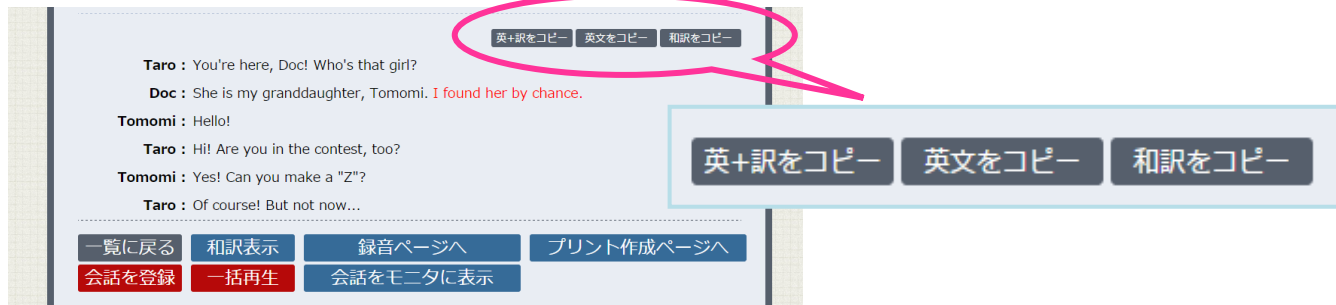 英+訳をコピー 英文をコピー 和訳をコピー
Taro : You're here, Doc! Who's that girl?
Doc : She is my granddaughter, Tomomi. I found her by chance.
Tomomi : Hello!
Taro : Hi! Are you in the contest, too?
Tomomi : Yes! Can you make a "Z"?
Taro : Of course! But not now...
英+訳をコピー 英文をコピー 和訳をコピー
一覧に戻る 和訳表示 録音ページへ プリント作成ページへ
会話を登録 一括再生 会話をモニタに表示